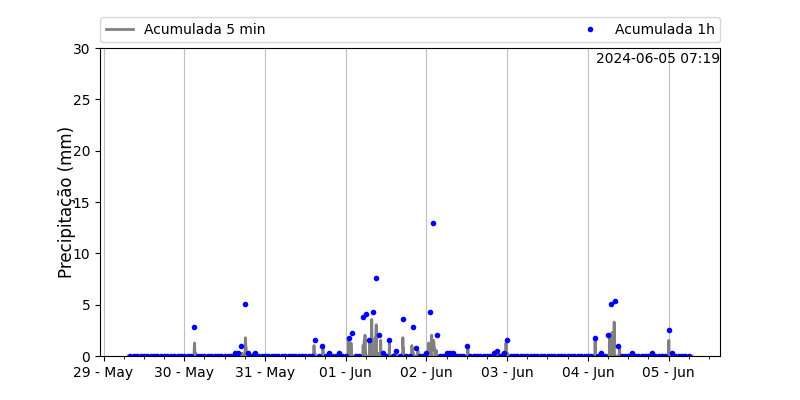 Acumulada 5 min
Acumulada 1h
2024-06-05 07:19
Precipitação (mm)
30
25
20
15
10
5
0
29 - May
30 - May
31 - May
01 - Jun
02 - Jun
03 - Jun
04 - Jun
05 - Jun